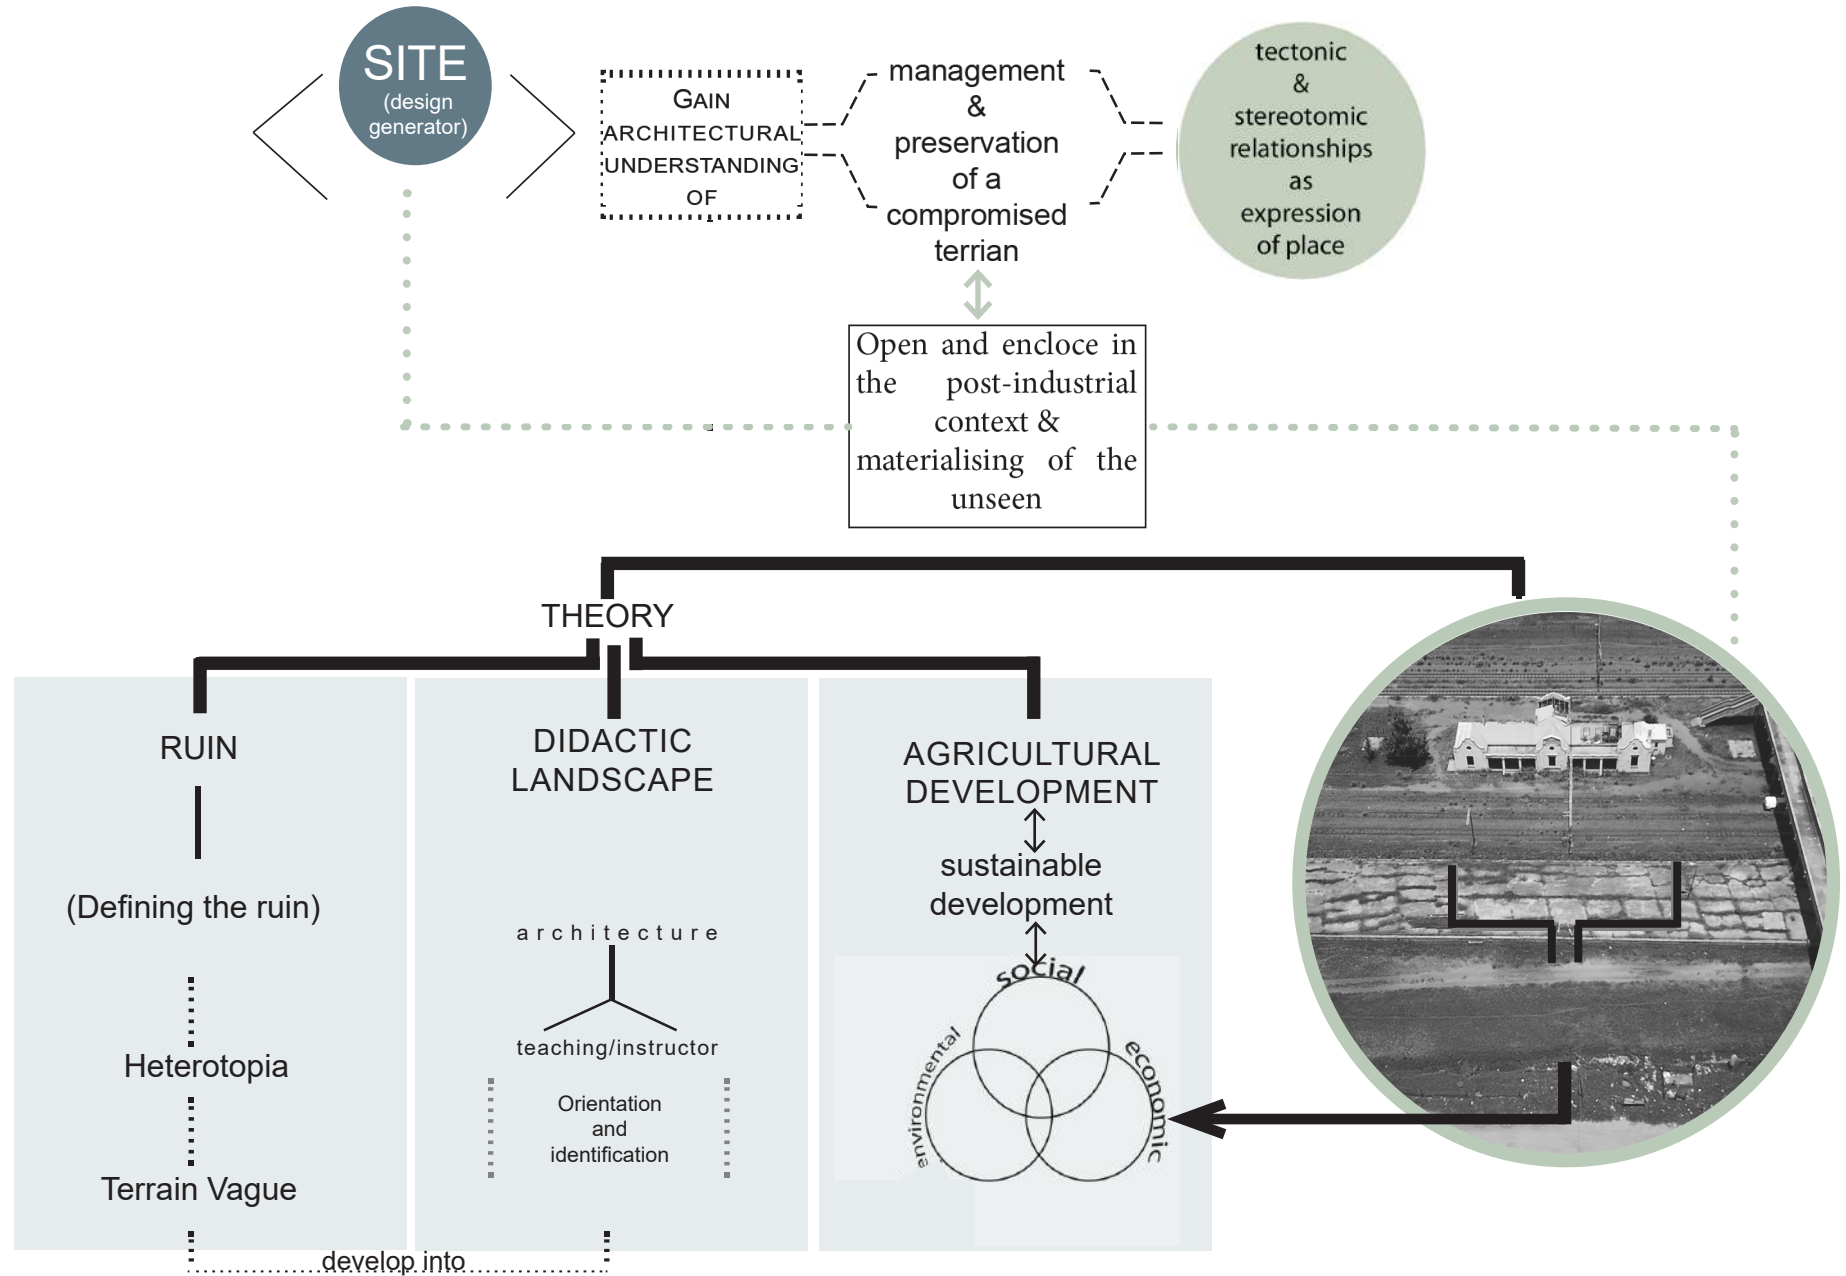 SITE
(design
generator)
GAIN
ARCHITECTURAL
UNDERSTANDING
OF
management
&
preservation
of a
compromised
terrian
tectonic
&
stereotomic
relationships
as
expression
of place
Open and encloce in
the post-industrial
context &
materialising of the
unseen
THEORY
RUIN
(Defining the ruin)
Heterotopia
Terrain Vague
develop into
DIDACTIC
LANDSCAPE
architecture
teaching/instructor
Orientation
and
identification
AGRICULTURAL
DEVELOPMENT
sustainable
development
social
environmental
economic